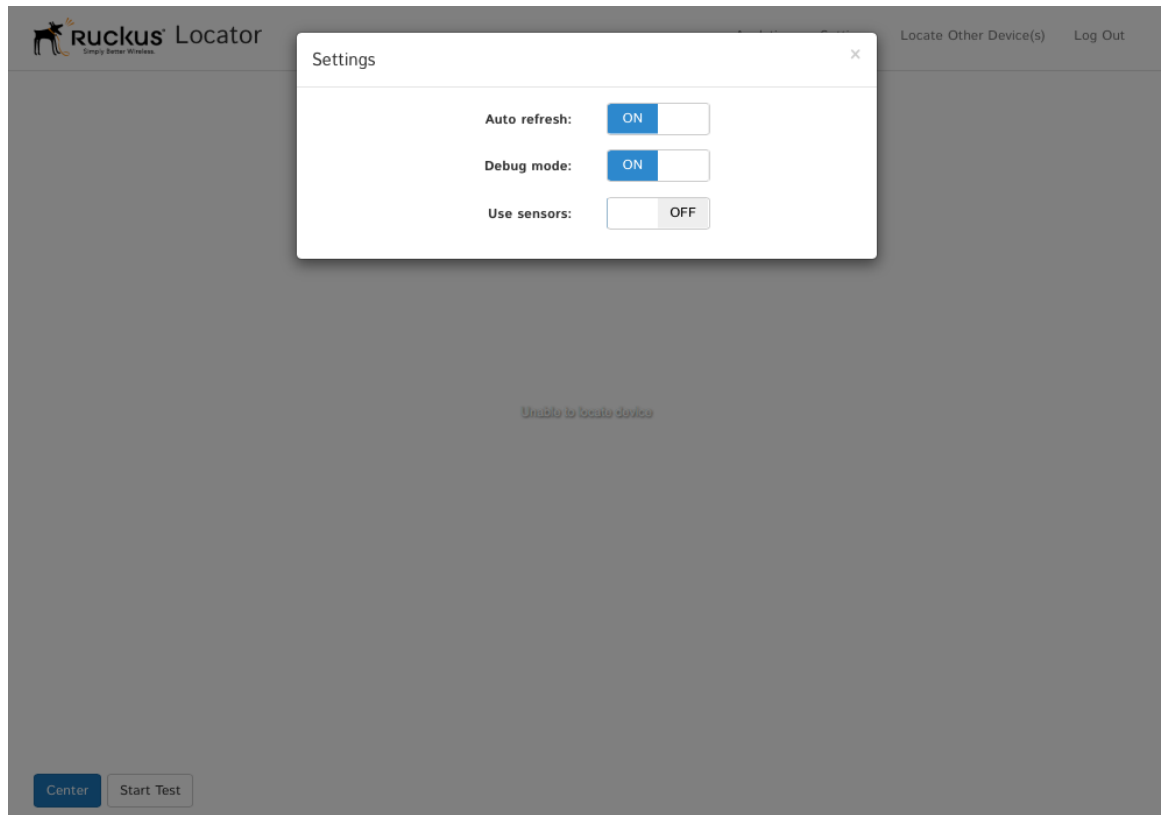 Ruckus Locator
Simply Better Wireless.
Locate Other Device(s) Log Out
Settings ×
Auto refresh: ON
Debug mode: ON
Use sensors: OFF
Unable to locate device
Center Start Test